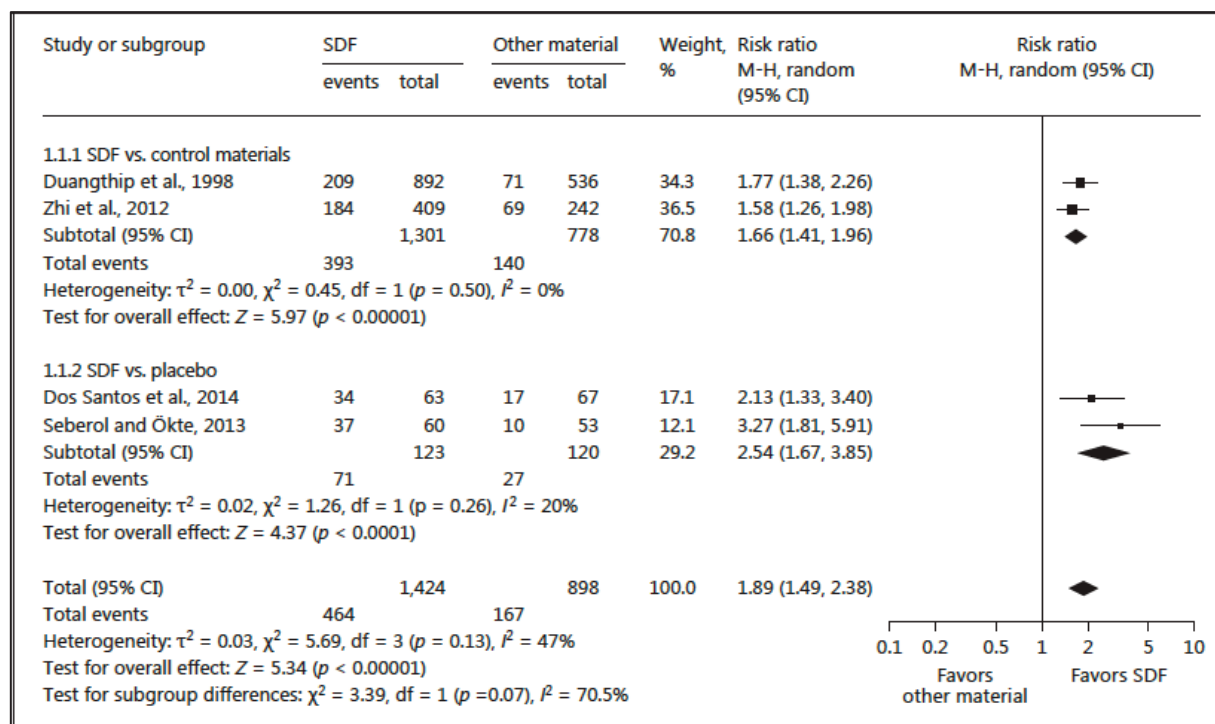 Study or subgroup SDF Other material Weight, % Risk ratio M-H, random (95% CI) Risk ratio M-H, random (95% CI)
events total events total
1.1.1 SDF vs. control materials
Duangthip et al., 1998 209 892 71 536 34.3 1.77 (1.38, 2.26)
Zhi et al., 2012 184 409 69 242 36.5 1.58 (1.26, 1.98)
Subtotal (95% CI) 1,301 778 70.8 1.66 (1.41, 1.96)
Total events 393 140
Heterogeneity: τ² = 0.00, χ² = 0.45, df = 1 (p = 0.50), I² = 0%
Test for overall effect: Z = 5.97 (p < 0.00001)
1.1.2 SDF vs. placebo
Dos Santos et al., 2014 34 63 17 67 17.1 2.13 (1.33, 3.40)
Seberol and Ökte, 2013 37 60 10 53 12.1 3.27 (1.81, 5.91)
Subtotal (95% CI) 123 120 29.2 2.54 (1.67, 3.85)
Total events 71 27
Heterogeneity: τ² = 0.02, χ² = 1.26, df = 1 (p = 0.26), I² = 20%
Test for overall effect: Z = 4.37 (p < 0.0001)
Total (95% CI) 1,424 898 100.0 1.89 (1.49, 2.38)
Total events 464 167
Heterogeneity: τ² = 0.03, χ² = 5.69, df = 3 (p = 0.13), I² = 47%
Test for overall effect: Z = 5.34 (p < 0.00001)
Test for subgroup differences: χ² = 3.39, df = 1 (p =0.07), I² = 70.5%
0.1 0.2 0.5 1 2 5 10
Favors other material Favors SDF